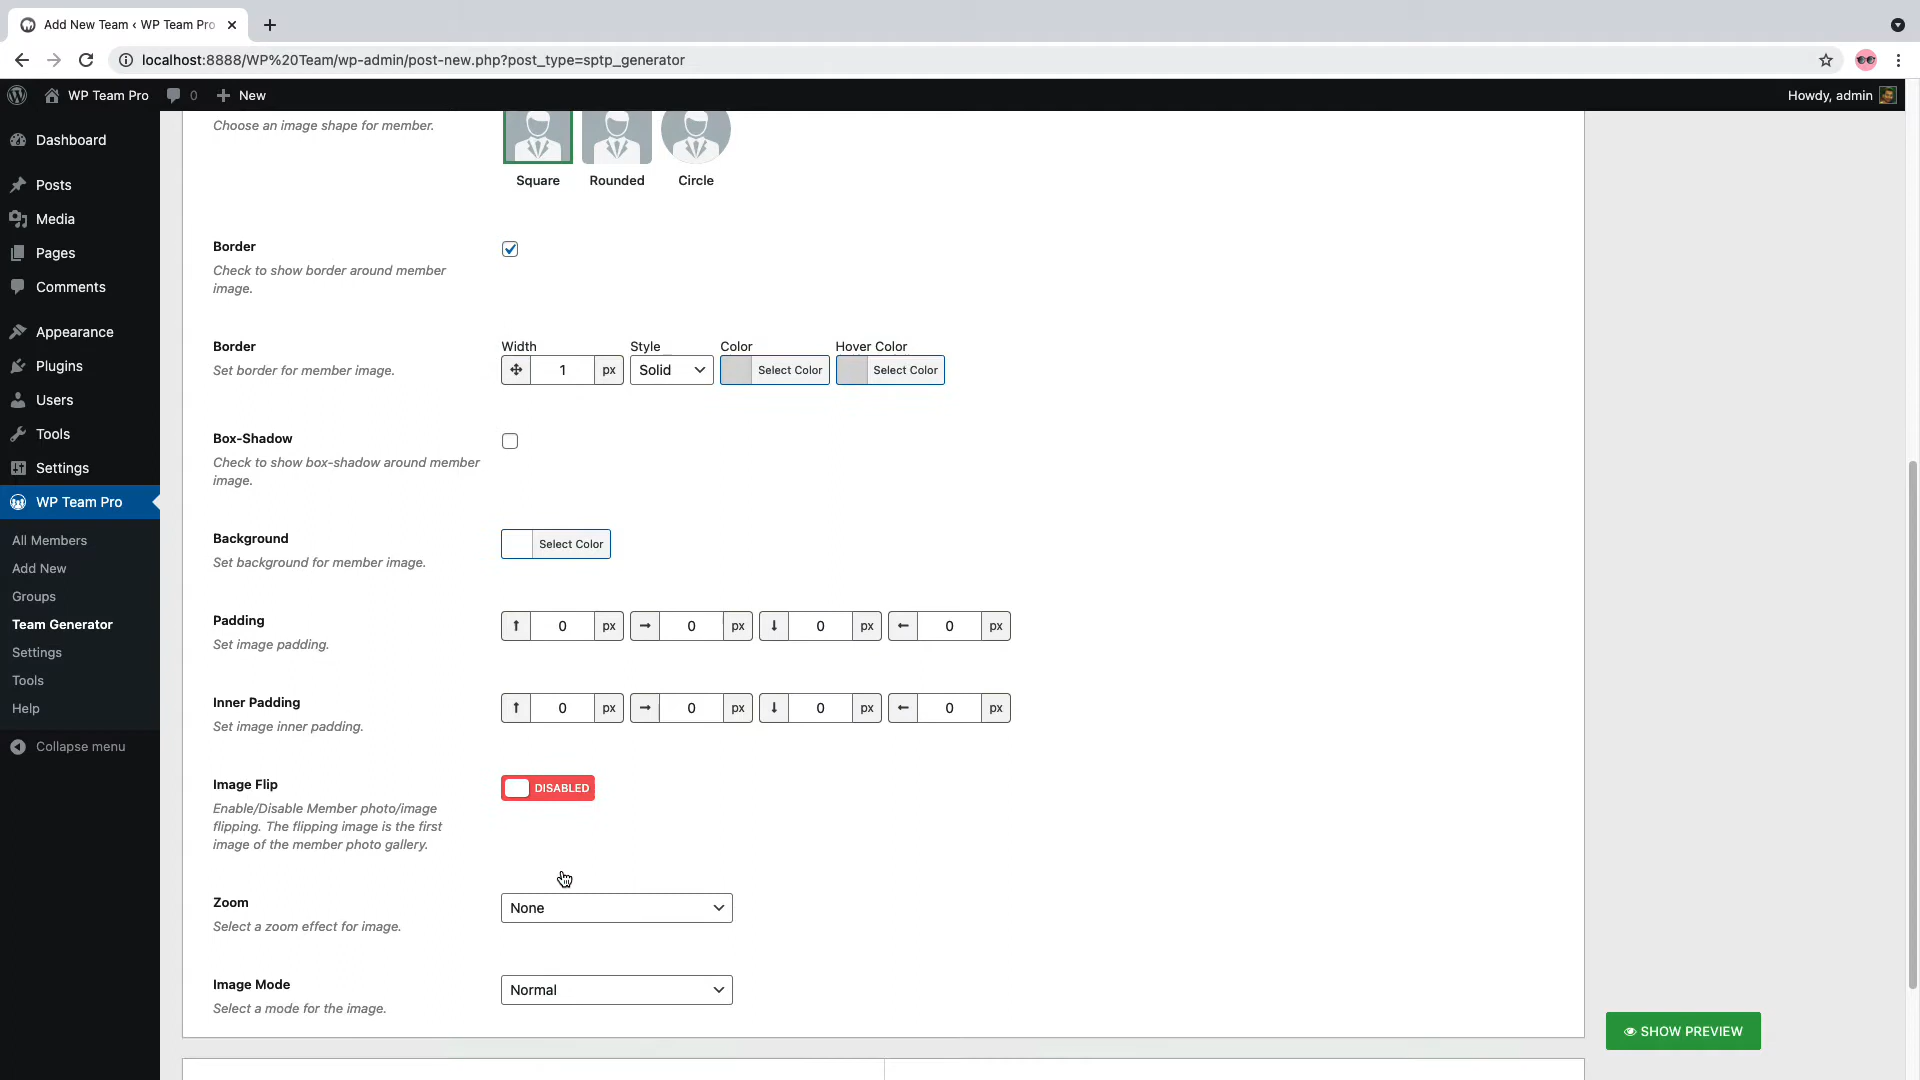 Add New Team ‹ WP Team Pro
localhost:8888/WP%20Team/wp-admin/post-new.php?post_type=sptp_generator
WP Team Pro 0 New Howdy, admin
Dashboard
Posts
Media
Pages
Comments
Appearance
Plugins
Users
Tools
Settings
WP Team Pro
All Members
Add New
Groups
Team Generator
Settings
Tools
Help
Collapse menu
Choose an image shape for member.
Square Rounded Circle
Border
Check to show border around member
image.
Border
Set border for member image.
Width Style Color Hover Color
1 px Solid Select Color Select Color
Box-Shadow
Check to show box-shadow around member
image.
Background
Set background for member image.
Select Color
Padding
Set image padding.
0 px 0 px 0 px 0 px
Inner Padding
Set image inner padding.
0 px 0 px 0 px 0 px
Image Flip
Enable/Disable Member photo/image
flipping. The flipping image is the first
image of the member photo gallery.
DISABLED
Zoom
Select a zoom effect for image.
None
Image Mode
Select a mode for the image.
Normal
SHOW PREVIEW